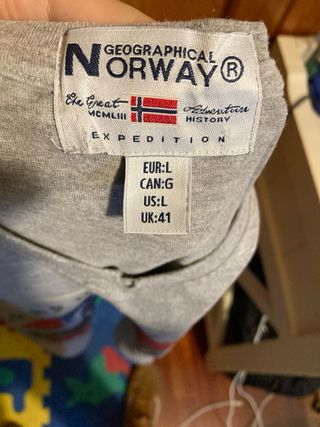 GEOGRAPHICAL
NORWAY®
The Great
MCMLIII
Adventure
HISTORY
EXPEDITION
EUR:L
CAN:G
US:L
UK:41